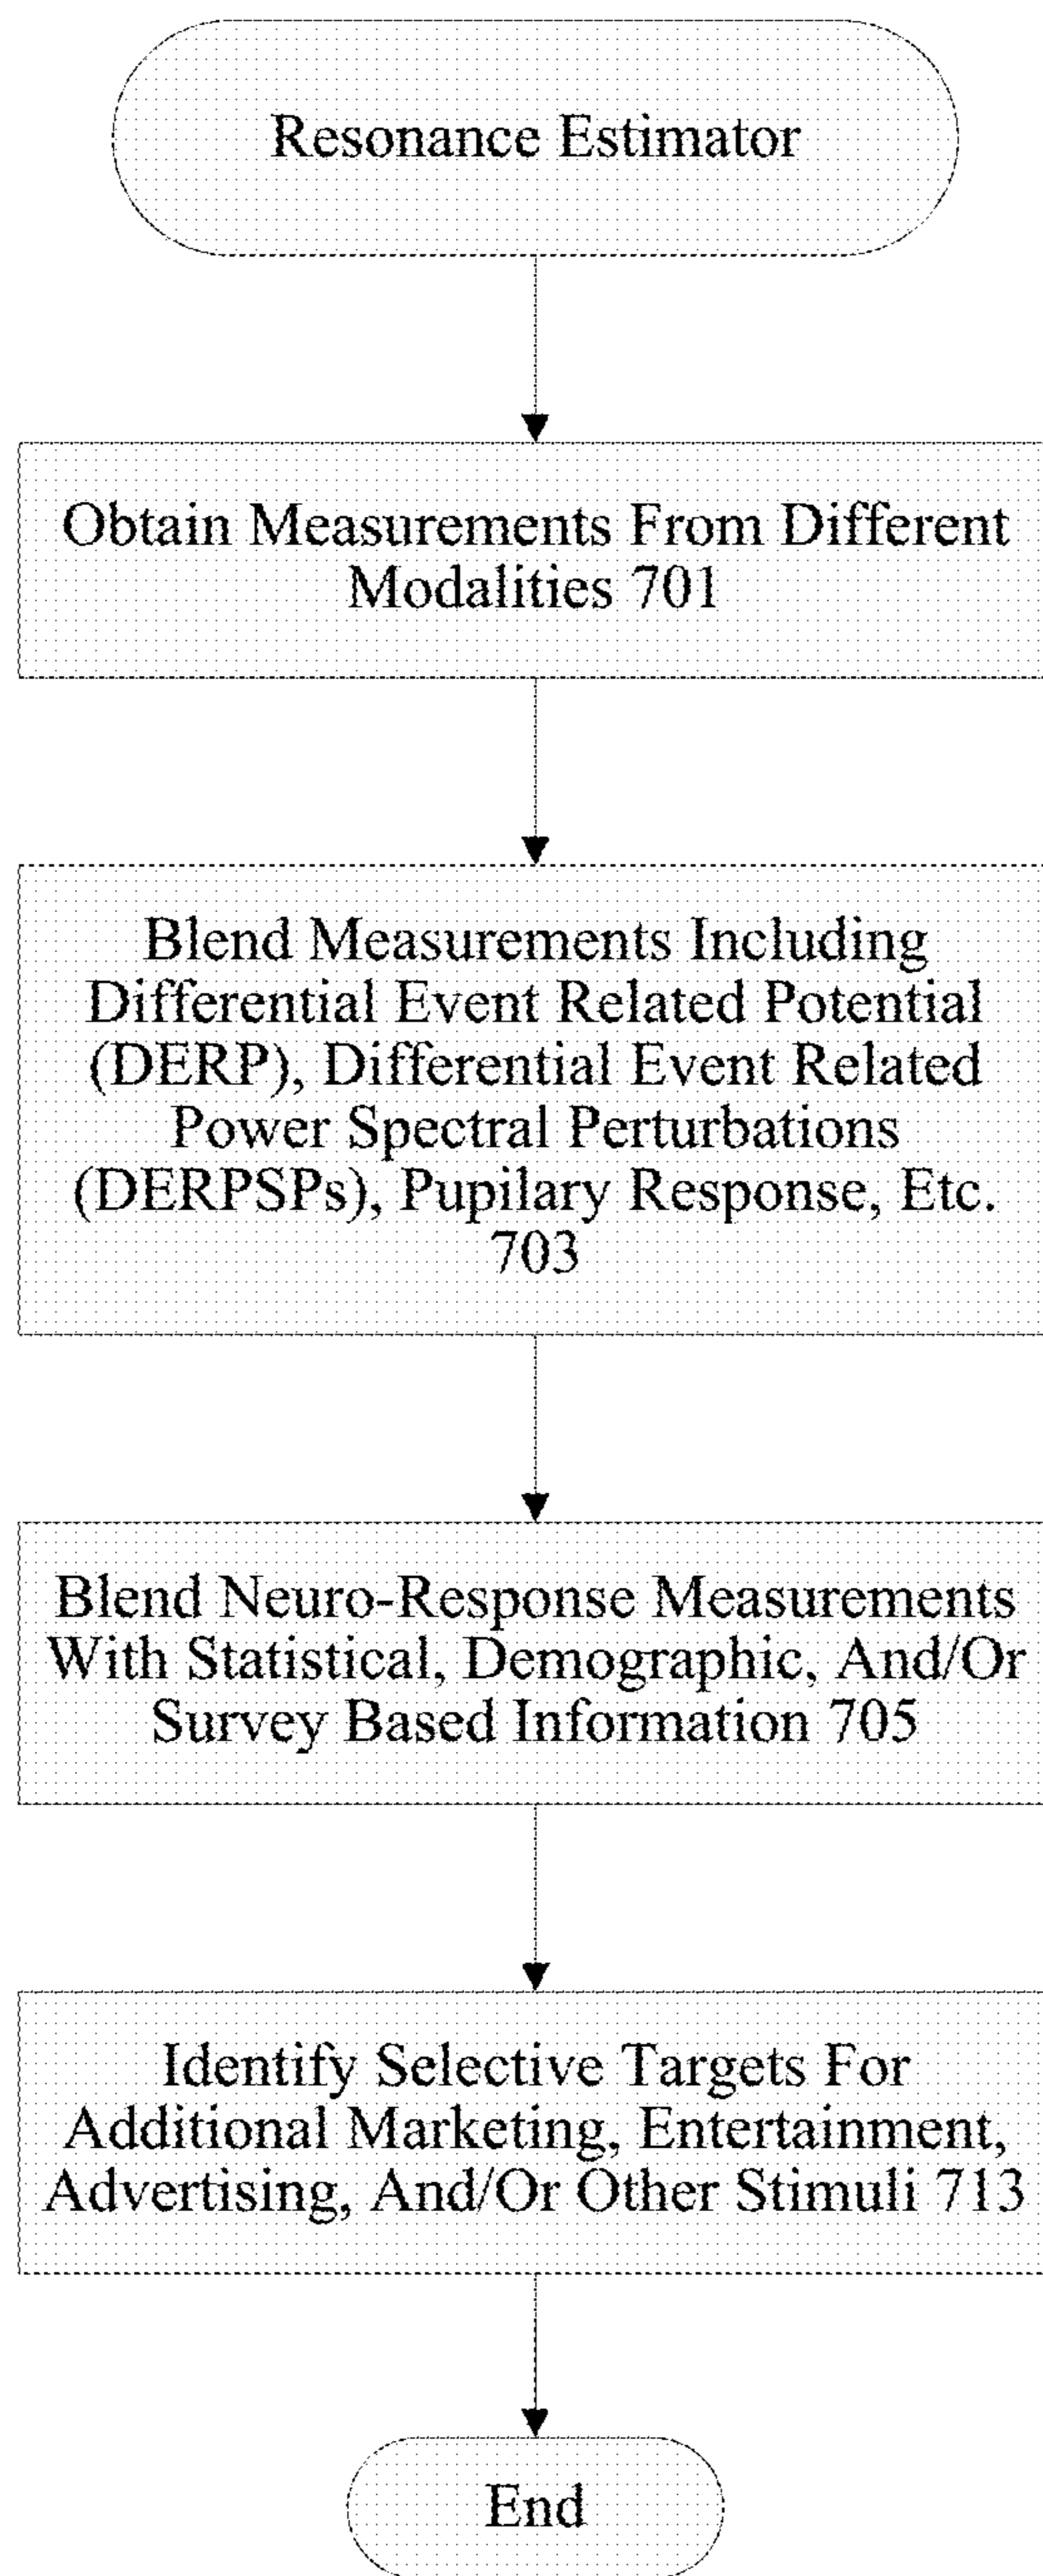 Resonance Estimator
Obtain Measurements From Different
Modalities 701
Blend Measurements Including
Differential Event Related Potential
(DERP), Differential Event Related
Power Spectral Perturbations
(DERPSPs), Pupilary Response, Etc.
703
Blend Neuro-Response Measurements
With Statistical, Demographic, And/Or
Survey Based Information 705
Identify Selective Targets For
Additional Marketing, Entertainment,
Advertising, And/Or Other Stimuli 713
End